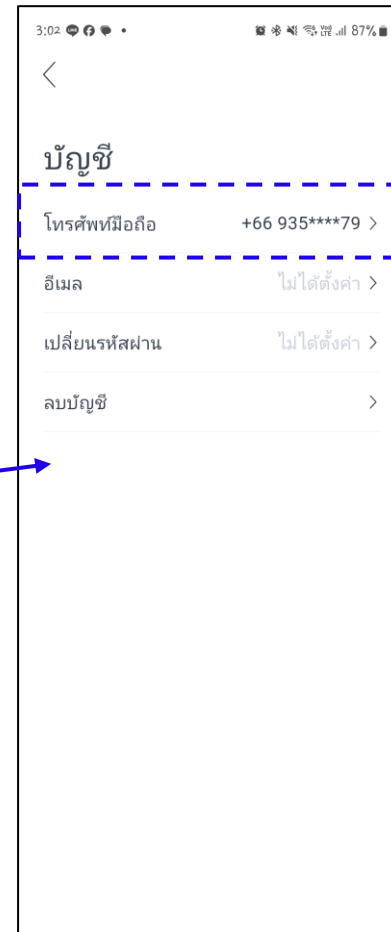 3:02 87%
บัญชี
โทรศัพท์มือถือ +66 935****79
อีเมล ไม่ได้ตั้งค่า
เปลี่ยนรหัสผ่าน ไม่ได้ตั้งค่า
ลบบัญชี